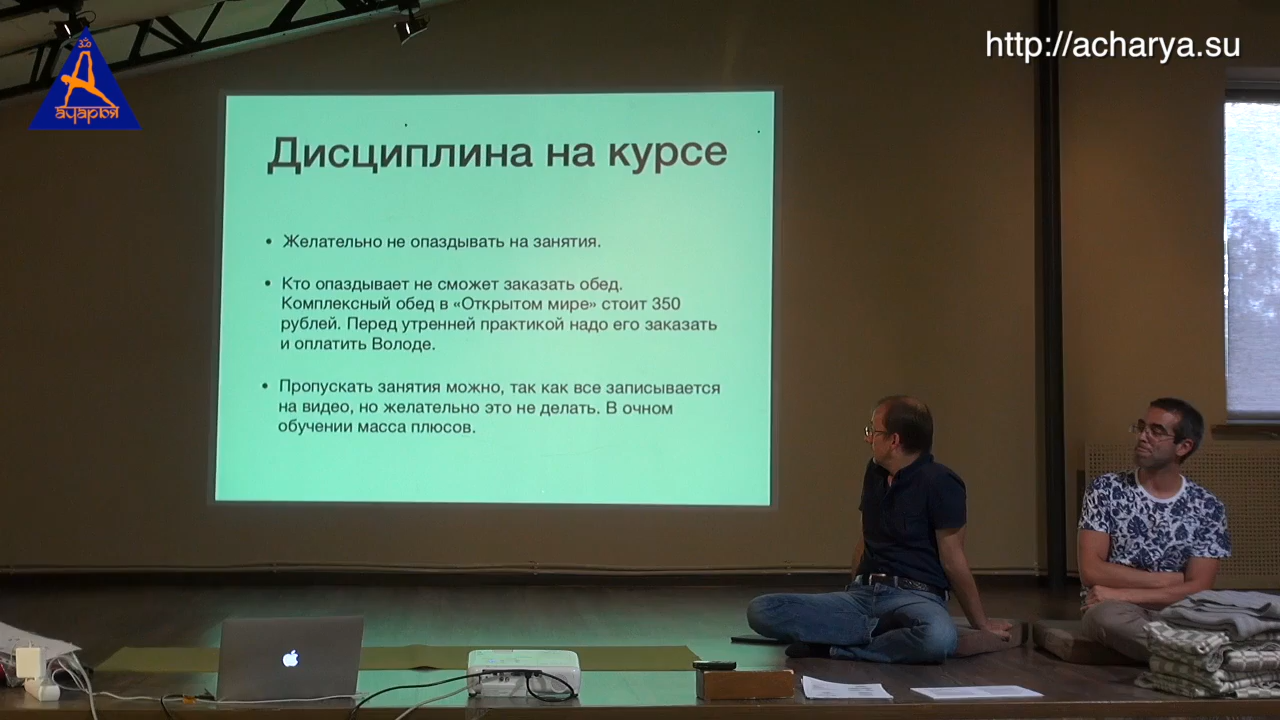 http://acharya.su
ॐ
ачарья
Дисциплина на курсе
• Желательно не опаздывать на занятия.
• Кто опаздывает не сможет заказать обед.
Комплексный обед в «Открытом мире» стоит 350
рублей. Перед утренней практикой надо его заказать
и оплатить Володе.
• Пропускать занятия можно, так как все записывается
на видео, но желательно это не делать. В очном
обучении масса плюсов.